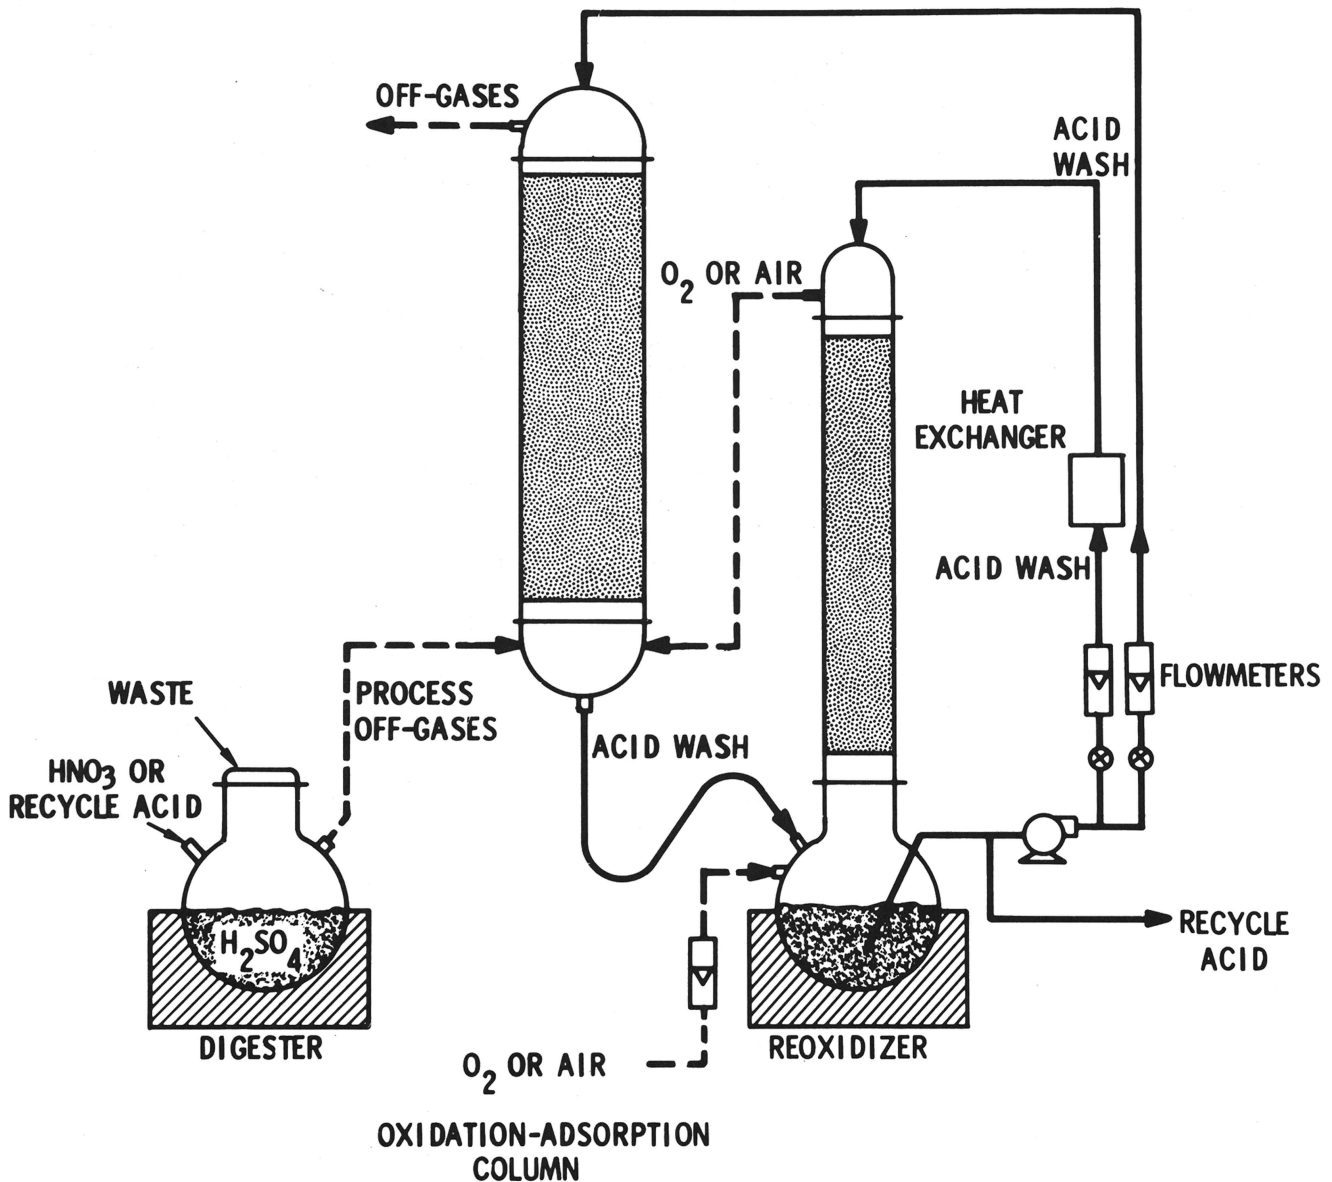 OFF-GASES
ACID
WASH
O2 OR AIR
HEAT
EXCHANGER
ACID WASH
FLOWMETERS
WASTE
PROCESS
OFF-GASES
ACID WASH
HNO3 OR
RECYCLE ACID
H2SO4
RECYCLE
ACID
DIGESTER
REOXIDIZER
O2 OR AIR
OXIDATION-ADSORPTION
COLUMN